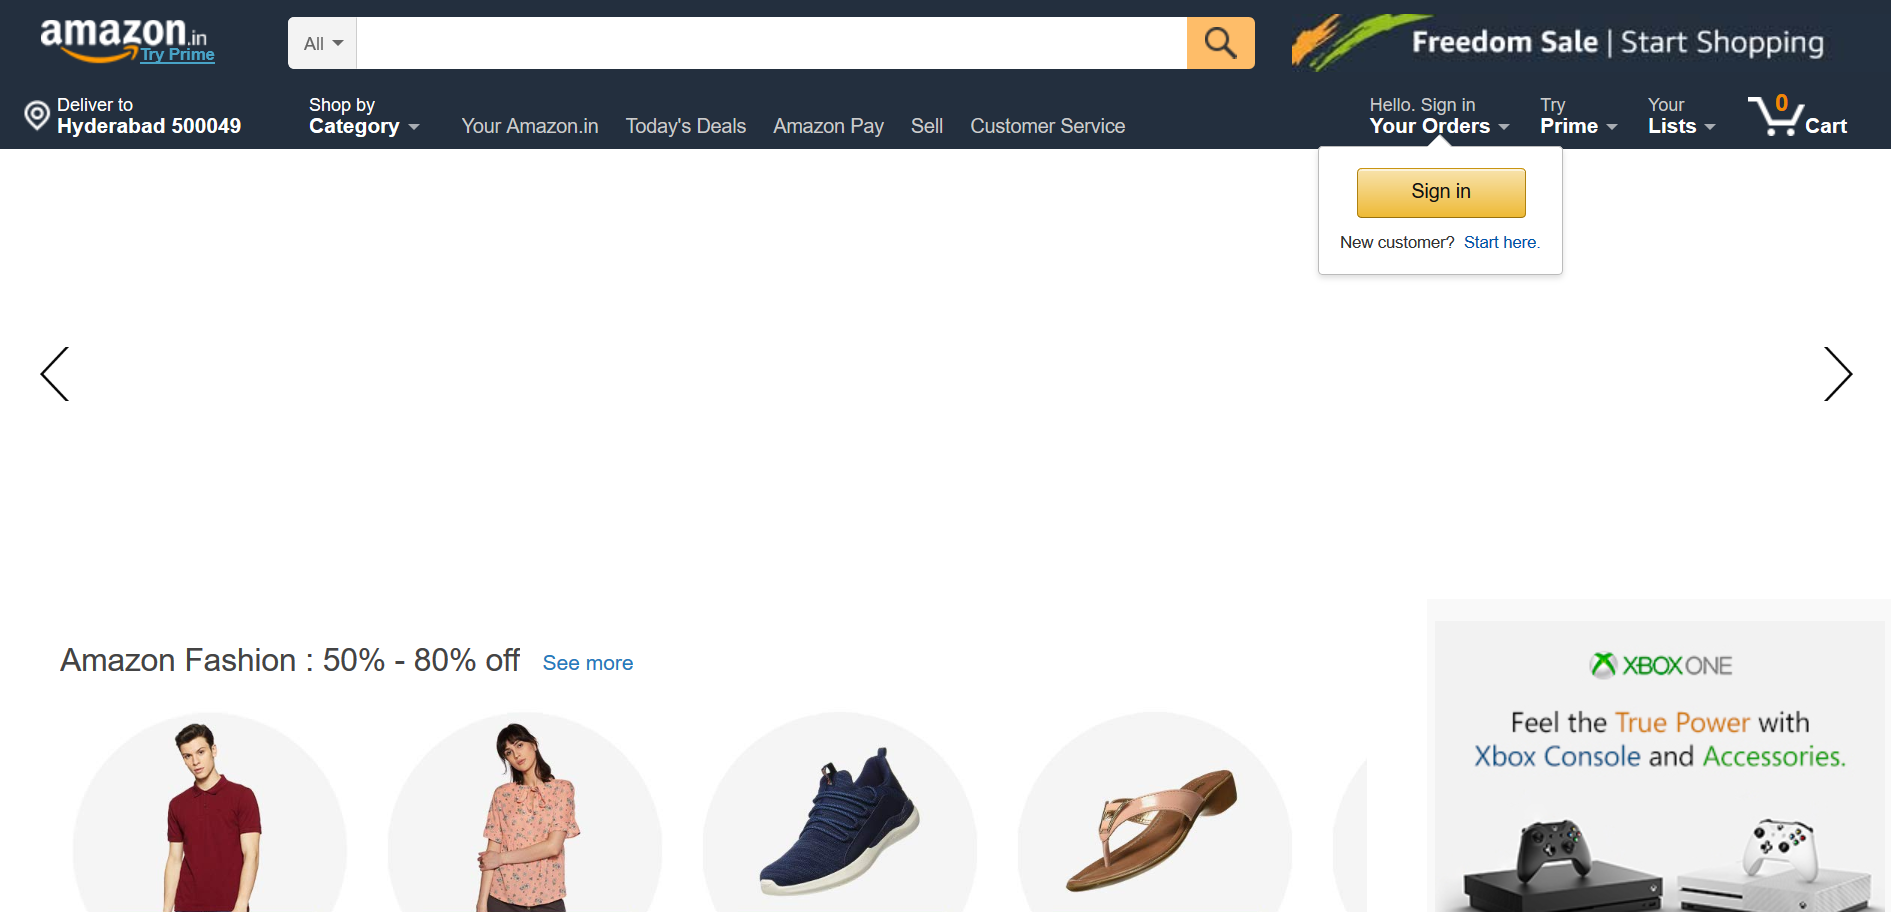 amazon.in
Try Prime
All
Freedom Sale | Start Shopping
Deliver to
Hyderabad 500049
Shop by
Category
Your Amazon.in
Today's Deals
Amazon Pay
Sell
Customer Service
Hello. Sign in
Your Orders
Try
Prime
Your
Lists
0
Cart
Sign in
New customer? Start here.
Amazon Fashion : 50% - 80% off See more
XBOX ONE
Feel the True Power with
Xbox Console and Accessories.